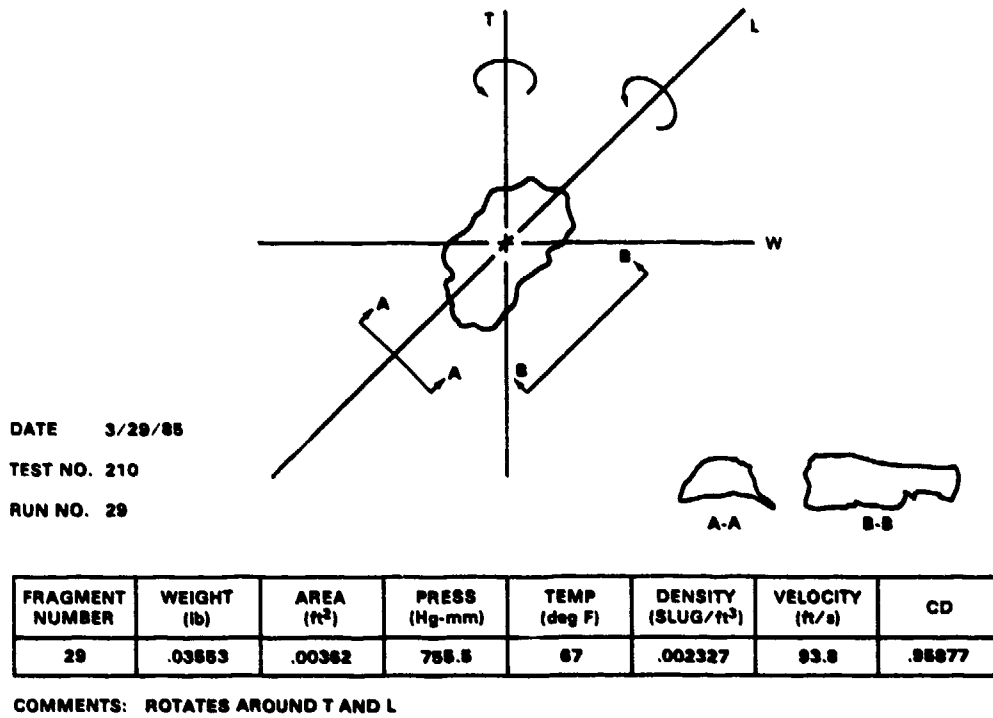 T
L
W
B
A
A
B
DATE 3/29/85
TEST NO. 210
RUN NO. 29
A-A B-B
FRAGMENT NUMBER WEIGHT (lb) AREA (ft²) PRESS (Hg-mm) TEMP (deg F) DENSITY (SLUG/ft³) VELOCITY (ft/s) CD
29 .03553 .00362 755.5 67 .002327 93.8 .95877
COMMENTS: ROTATES AROUND T AND L